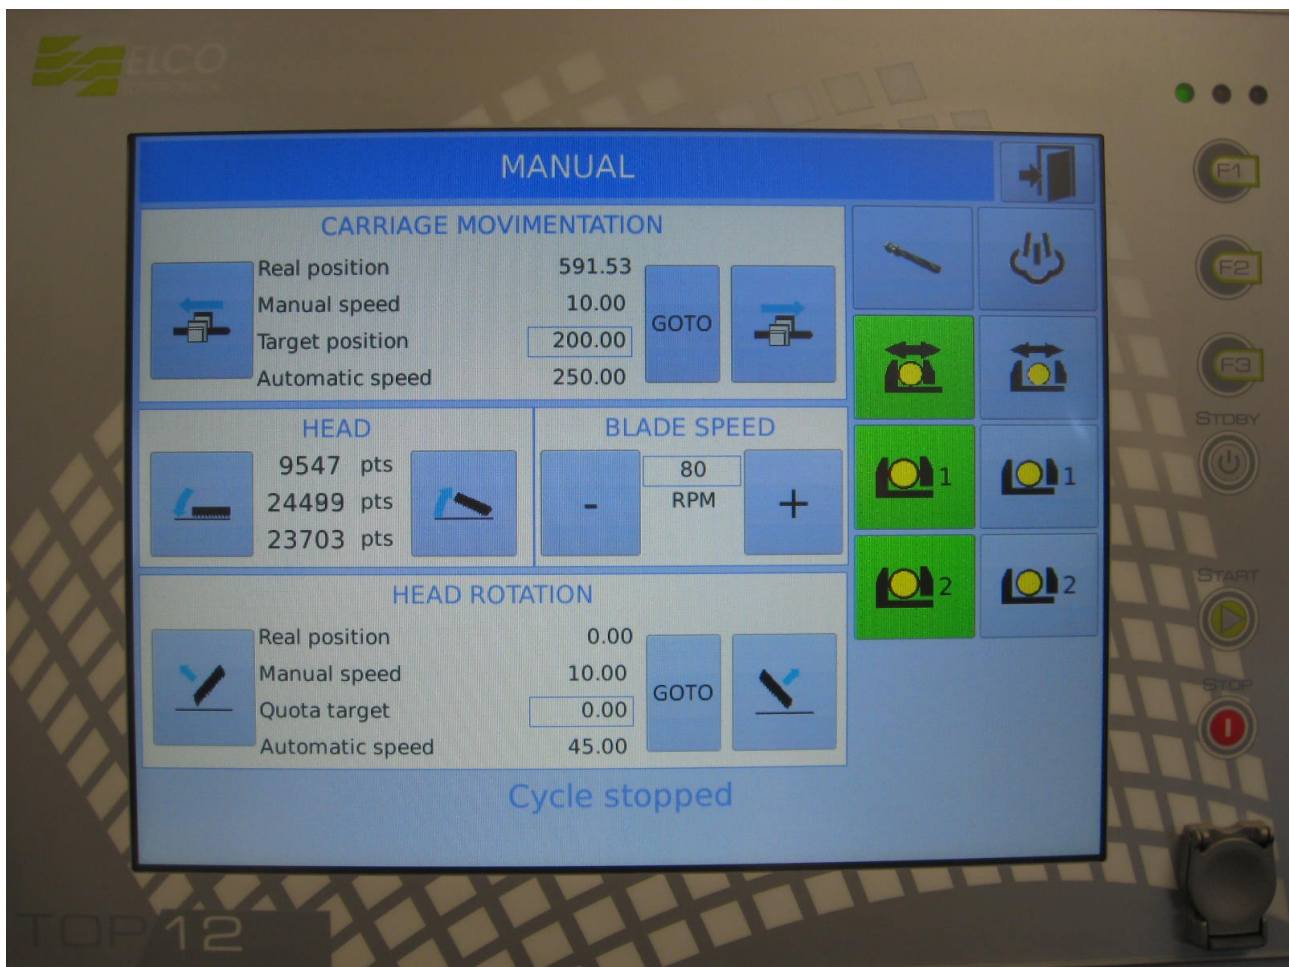 ELCO
MANUAL
F1
CARRIAGE MOVIMENTATION
Real position 591.53
Manual speed 10.00
Target position 200.00
Automatic speed 250.00
GOTO
F2
F3
STDBY
HEAD
9547 pts
24499 pts
23703 pts
BLADE SPEED
-
80
RPM
+
1
1
2
2
START
STOP
HEAD ROTATION
Real position 0.00
Manual speed 10.00
Quota target 0.00
Automatic speed 45.00
GOTO
Cycle stopped
TOP 12